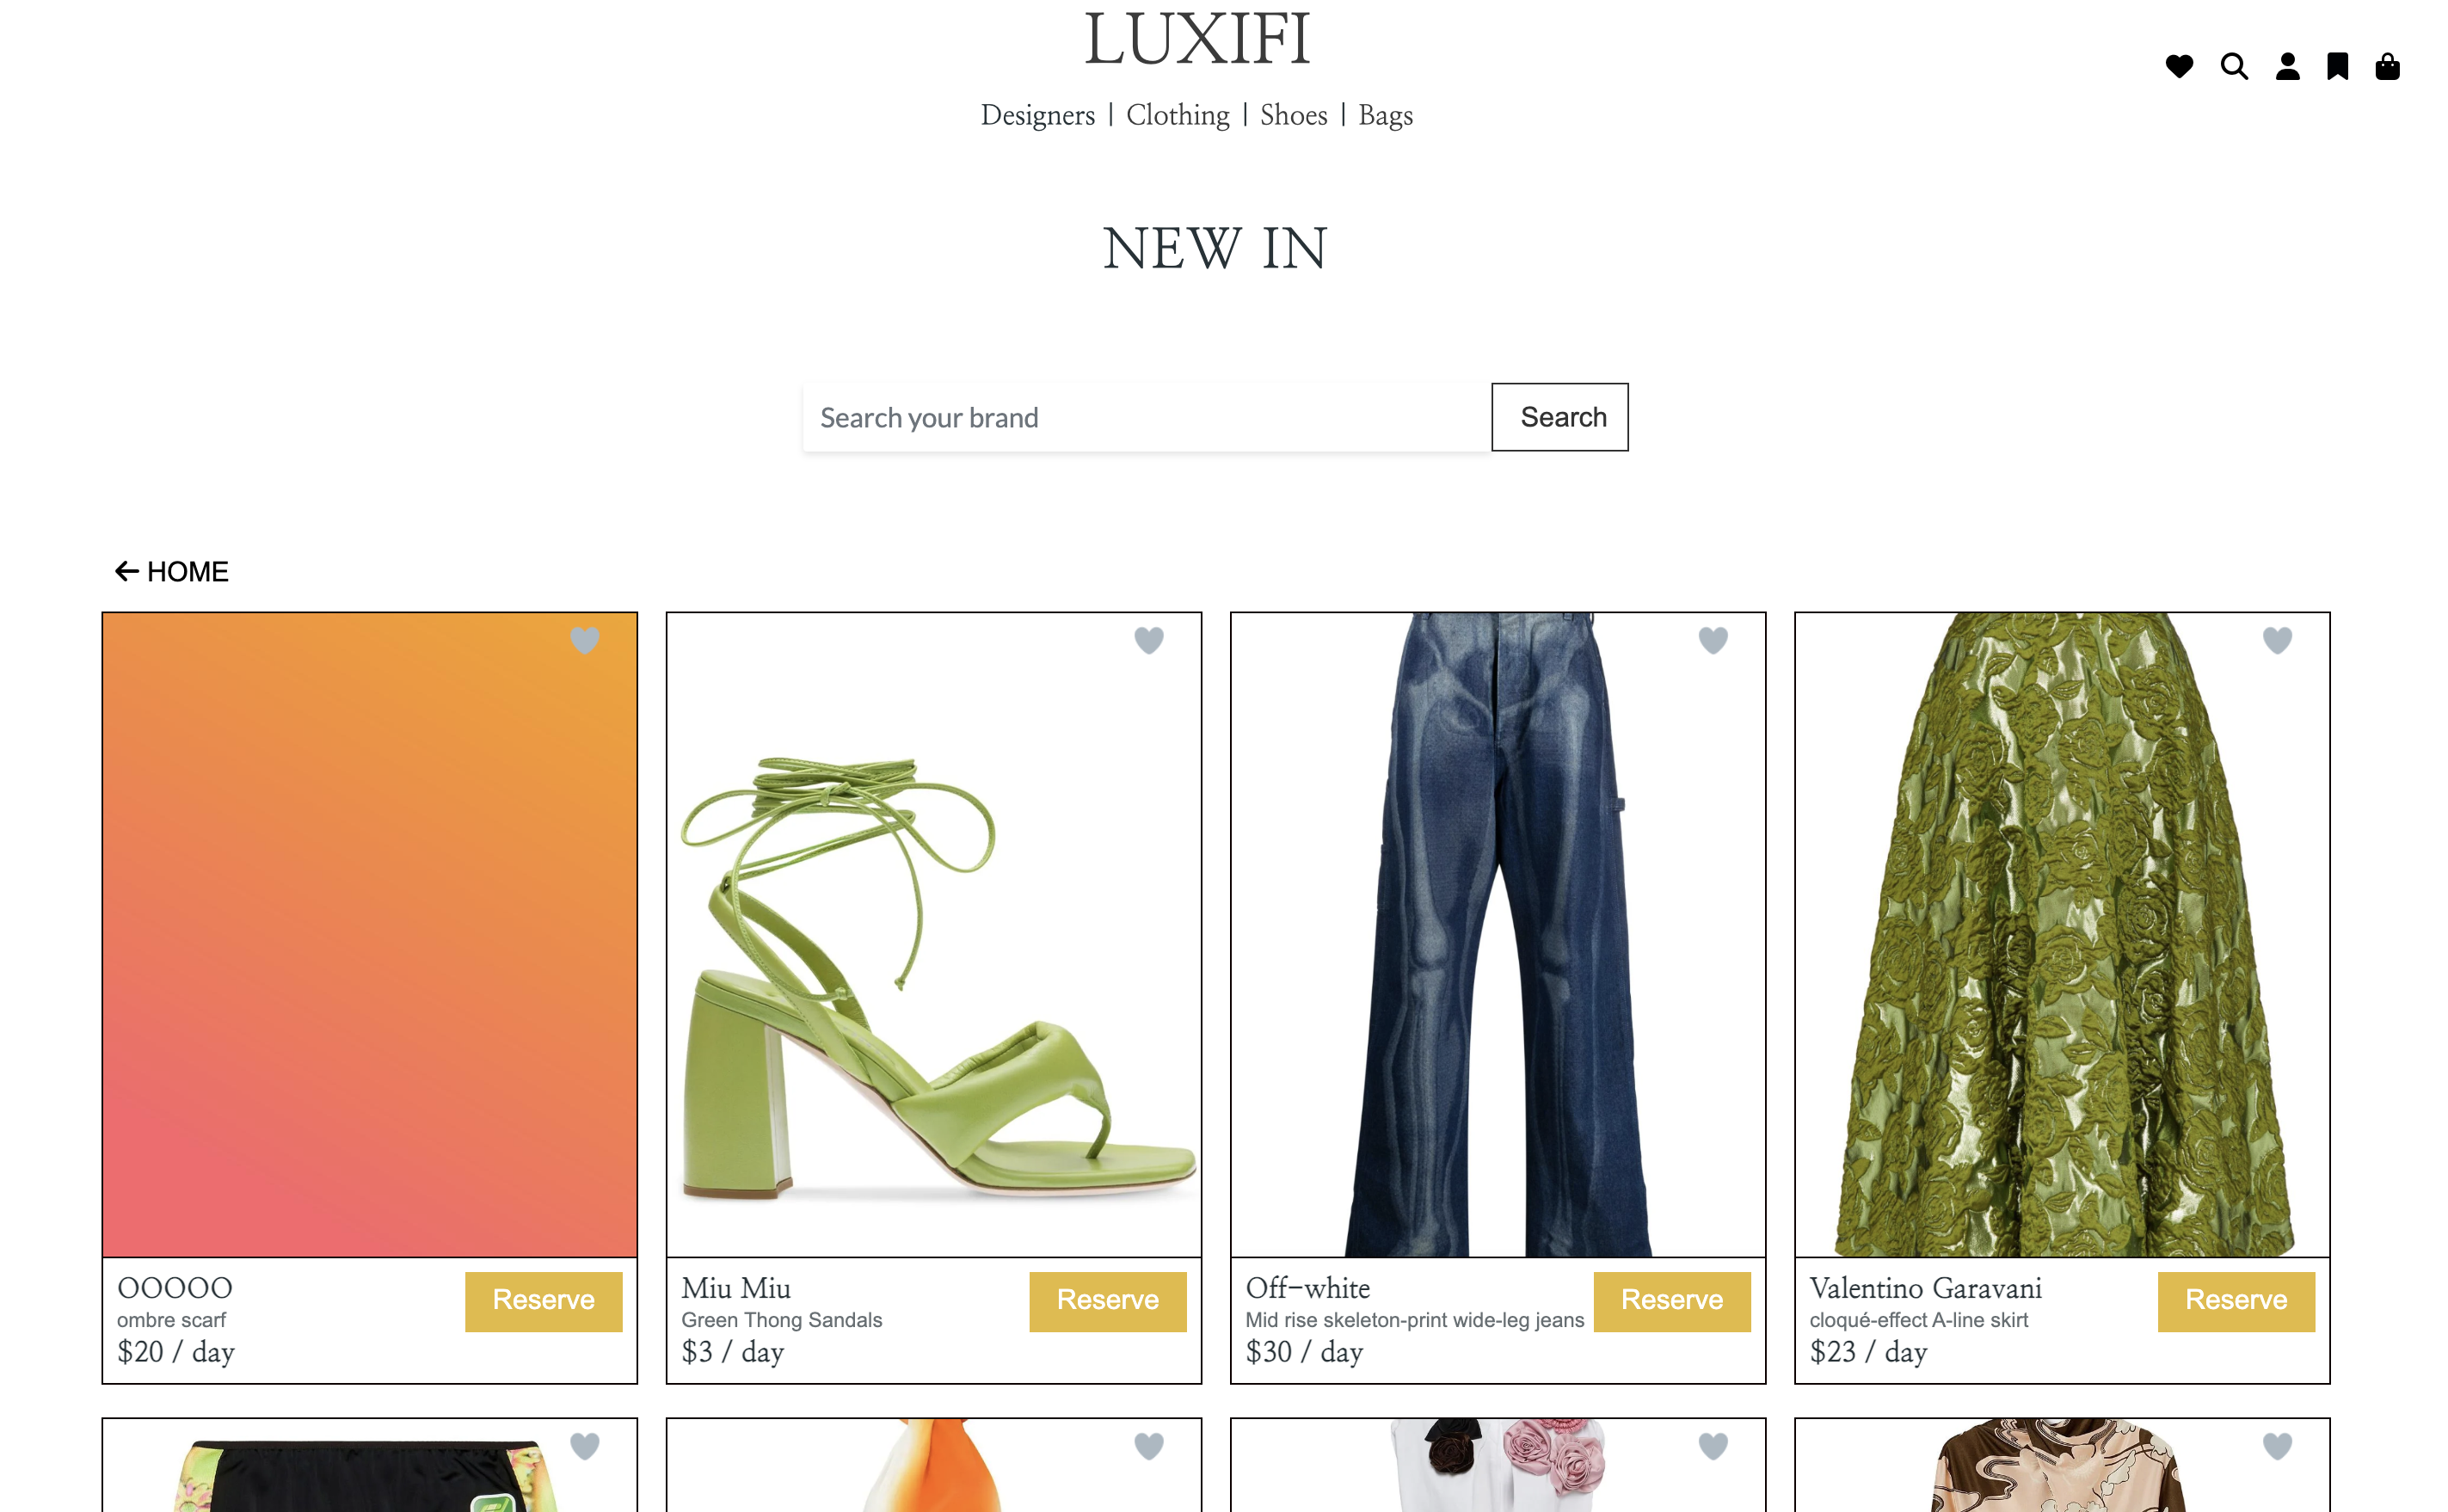 LUXIFI
Designers | Clothing | Shoes | Bags
NEW IN
Search your brand
Search
← HOME
OOOOO
ombre scarf
$20 / day
Reserve
Miu Miu
Green Thong Sandals
$3 / day
Reserve
Off-white
Mid rise skeleton-print wide-leg jeans
$30 / day
Reserve
Valentino Garavani
cloqué-effect A-line skirt
$23 / day
Reserve